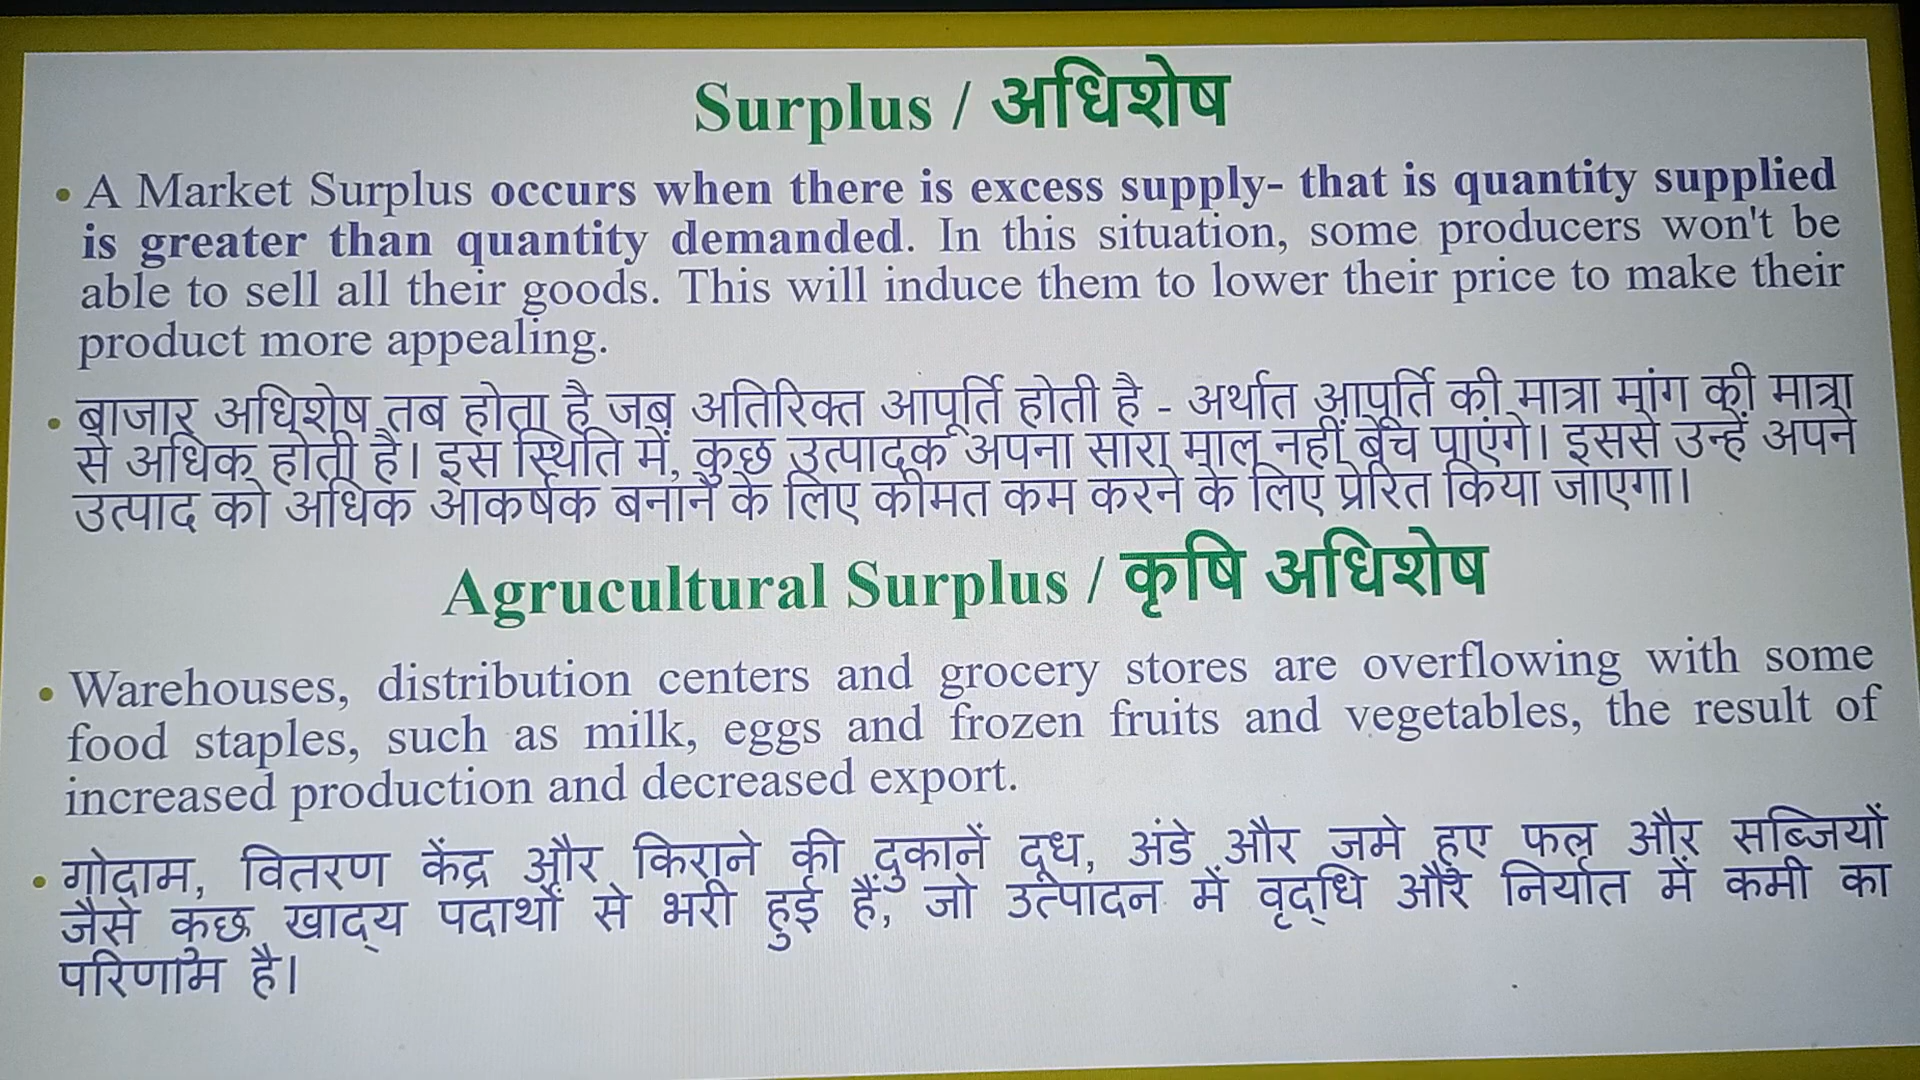 Surplus / अधिशेष
• A Market Surplus occurs when there is excess supply- that is quantity supplied
is greater than quantity demanded. In this situation, some producers won't be
able to sell all their goods. This will induce them to lower their price to make their
product more appealing.
• बाजार अधिशेष तब होता है जब अतिरिक्त आपूर्ति होती है - अर्थात आपूर्ति की मात्रा मांग की मात्रा
से अधिक होती है। इस स्थिति में, कुछ उत्पादक अपना सारा माल नहीं बेच पाएंगे। इससे उन्हें अपने
उत्पाद को अधिक आकर्षक बनाने के लिए कीमत कम करने के लिए प्रेरित किया जाएगा।
Agrucultural Surplus / कृषि अधिशेष
• Warehouses, distribution centers and grocery stores are overflowing with some
food staples, such as milk, eggs and frozen fruits and vegetables, the result of
increased production and decreased export.
• गोदाम, वितरण केंद्र और किराने की दुकानें दूध, अंडे और जमे हुए फल और सब्जियों
जैसे कुछ खाद्य पदार्थों से भरी हुई हैं, जो उत्पादन में वृद्धि और निर्यात में कमी का
परिणाम है।